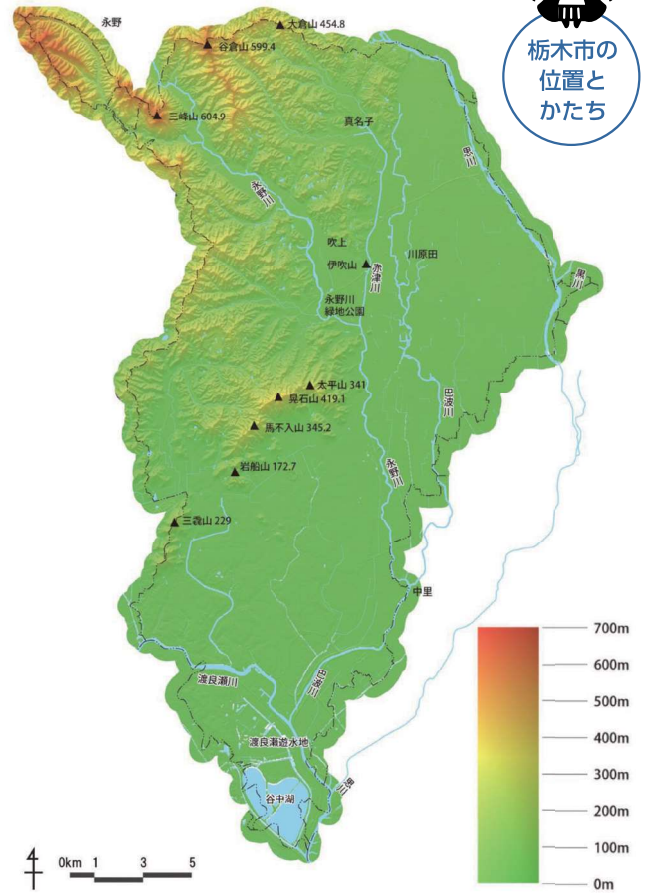 栃木市の
位置と
かたち
永野
大倉山 454.8
谷倉山 599.4
三峰山 604.9
真名子
思川
永野川
吹上
伊吹山
赤津川
川原田
黒川
永野川
緑地公園
太平山 341
晃石山 419.1
馬不入山 345.2
巴波川
岩船山 172.7
永野川
三毳山 229
中里
渡良瀬川
巴波川
渡良瀬遊水地
谷中湖
思川
700m
600m
500m
400m
300m
200m
100m
0m
0km 1 3 5